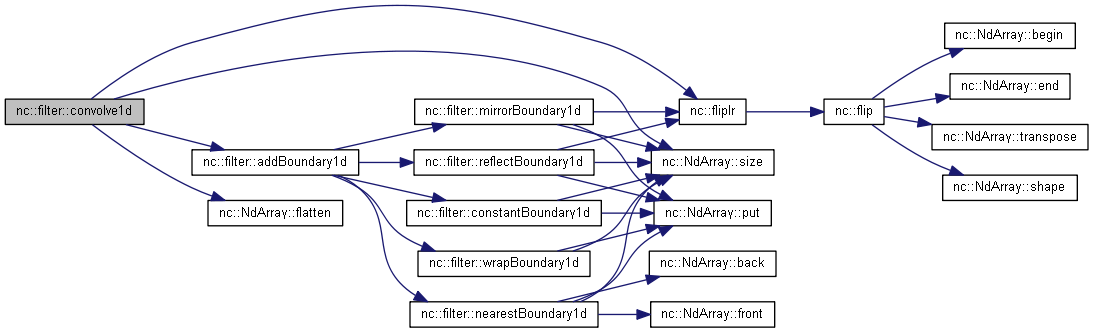 nc::filter::convolve1d
nc::filter::addBoundary1d
nc::NdArray::flatten
nc::filter::mirrorBoundary1d
nc::filter::reflectBoundary1d
nc::filter::constantBoundary1d
nc::filter::wrapBoundary1d
nc::filter::nearestBoundary1d
nc::fliplr
nc::NdArray::size
nc::NdArray::put
nc::NdArray::back
nc::NdArray::front
nc::flip
nc::NdArray::begin
nc::NdArray::end
nc::NdArray::transpose
nc::NdArray::shape